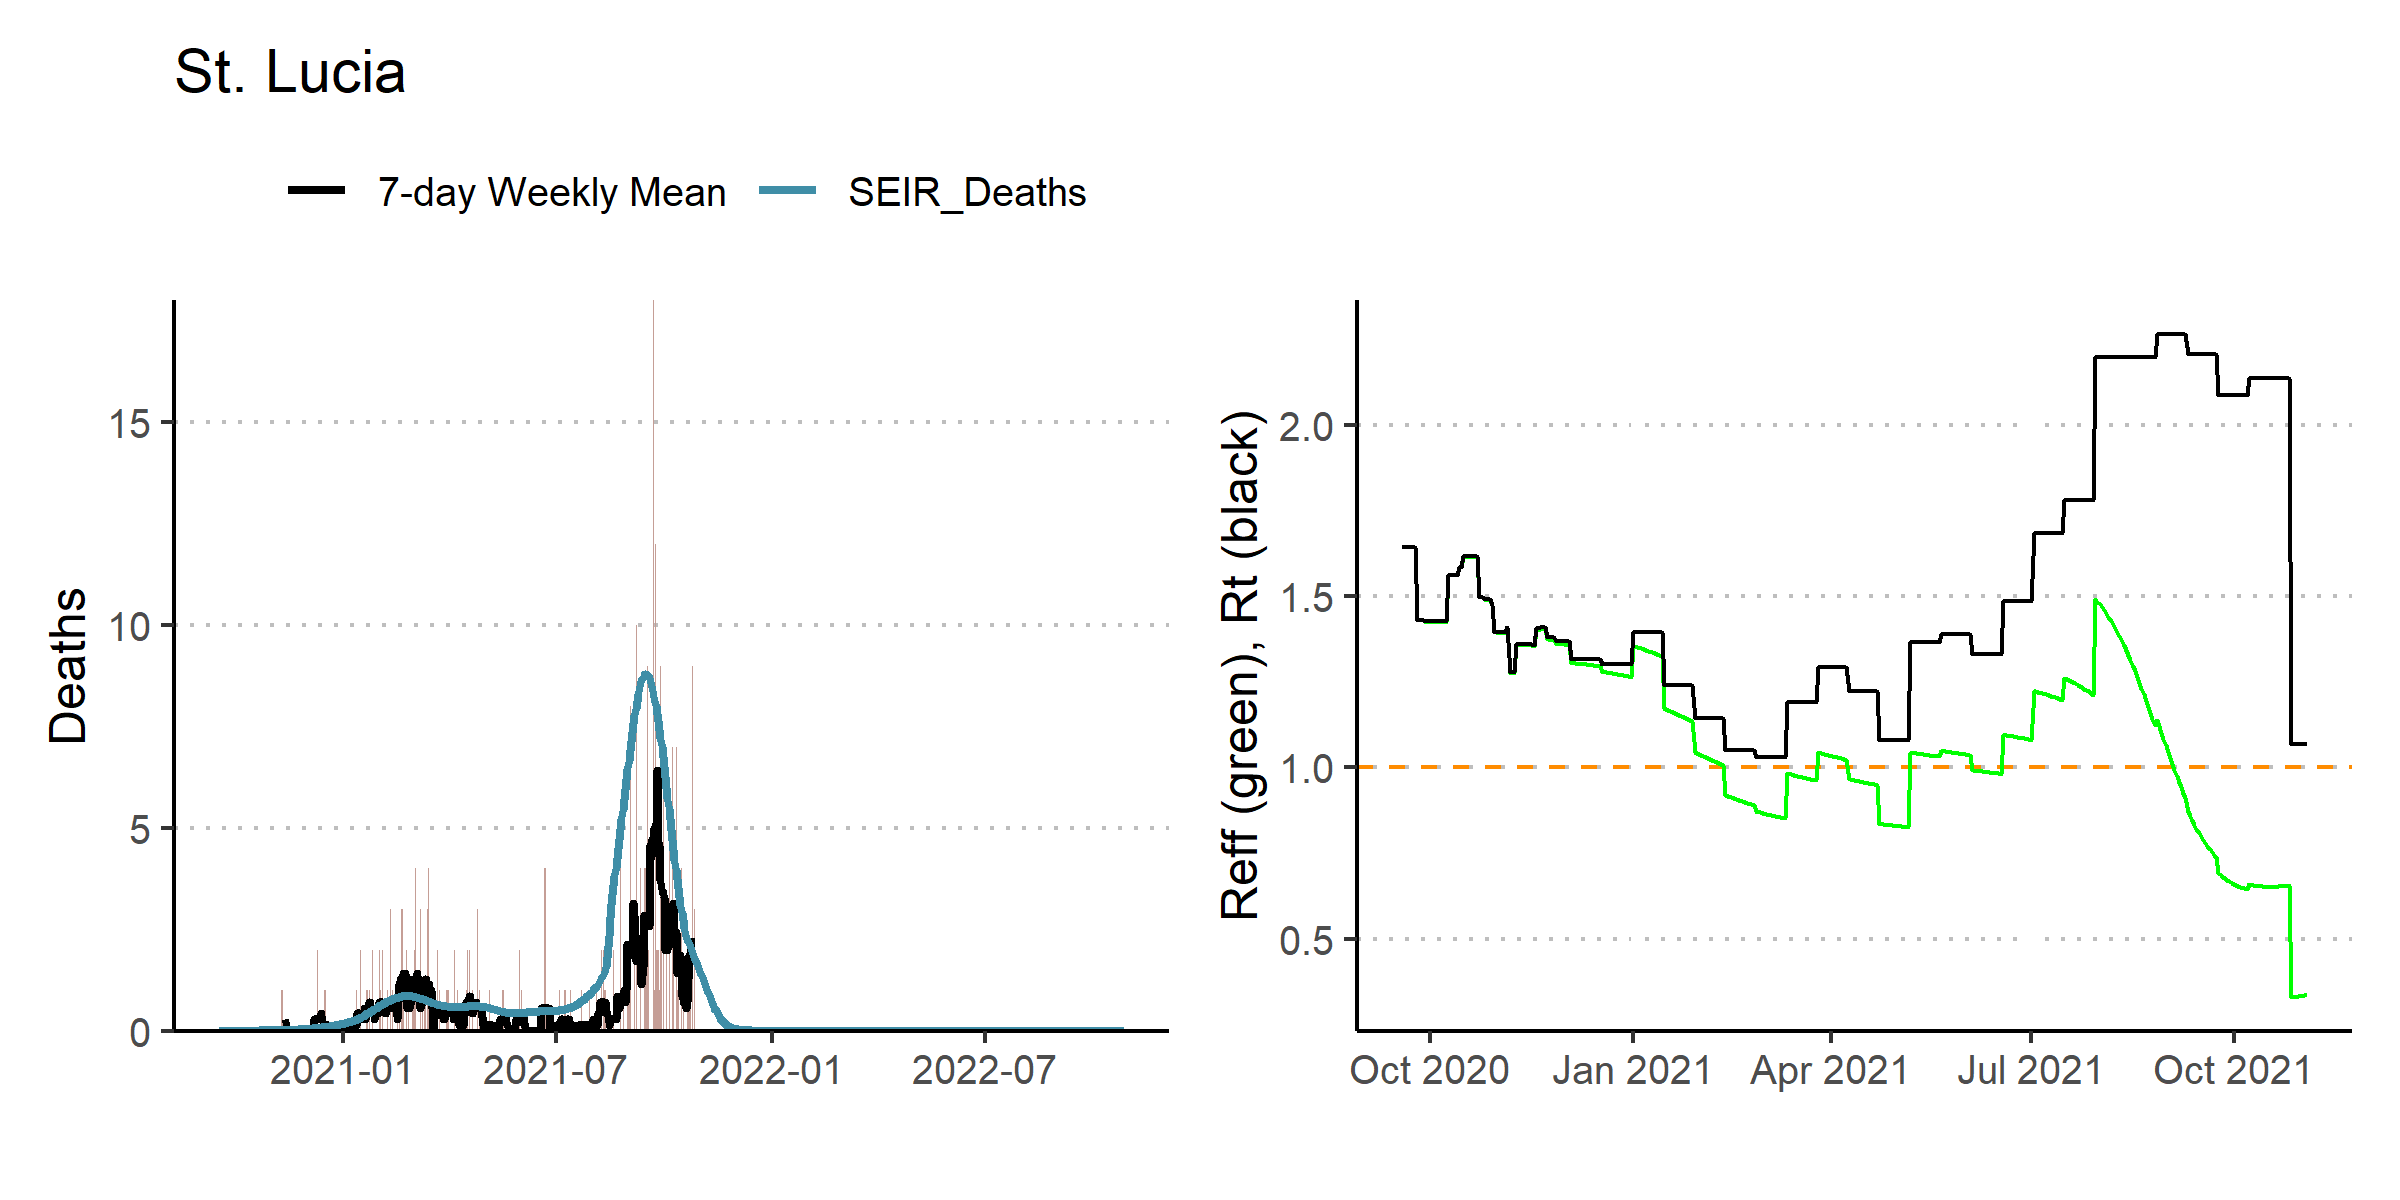 St. Lucia
7-day Weekly Mean SEIR_Deaths
Deaths
15
10
5
0
2021-01 2021-07 2022-01 2022-07
Reff (green), Rt (black)
2.0
1.5
1.0
0.5
Oct 2020 Jan 2021 Apr 2021 Jul 2021 Oct 2021